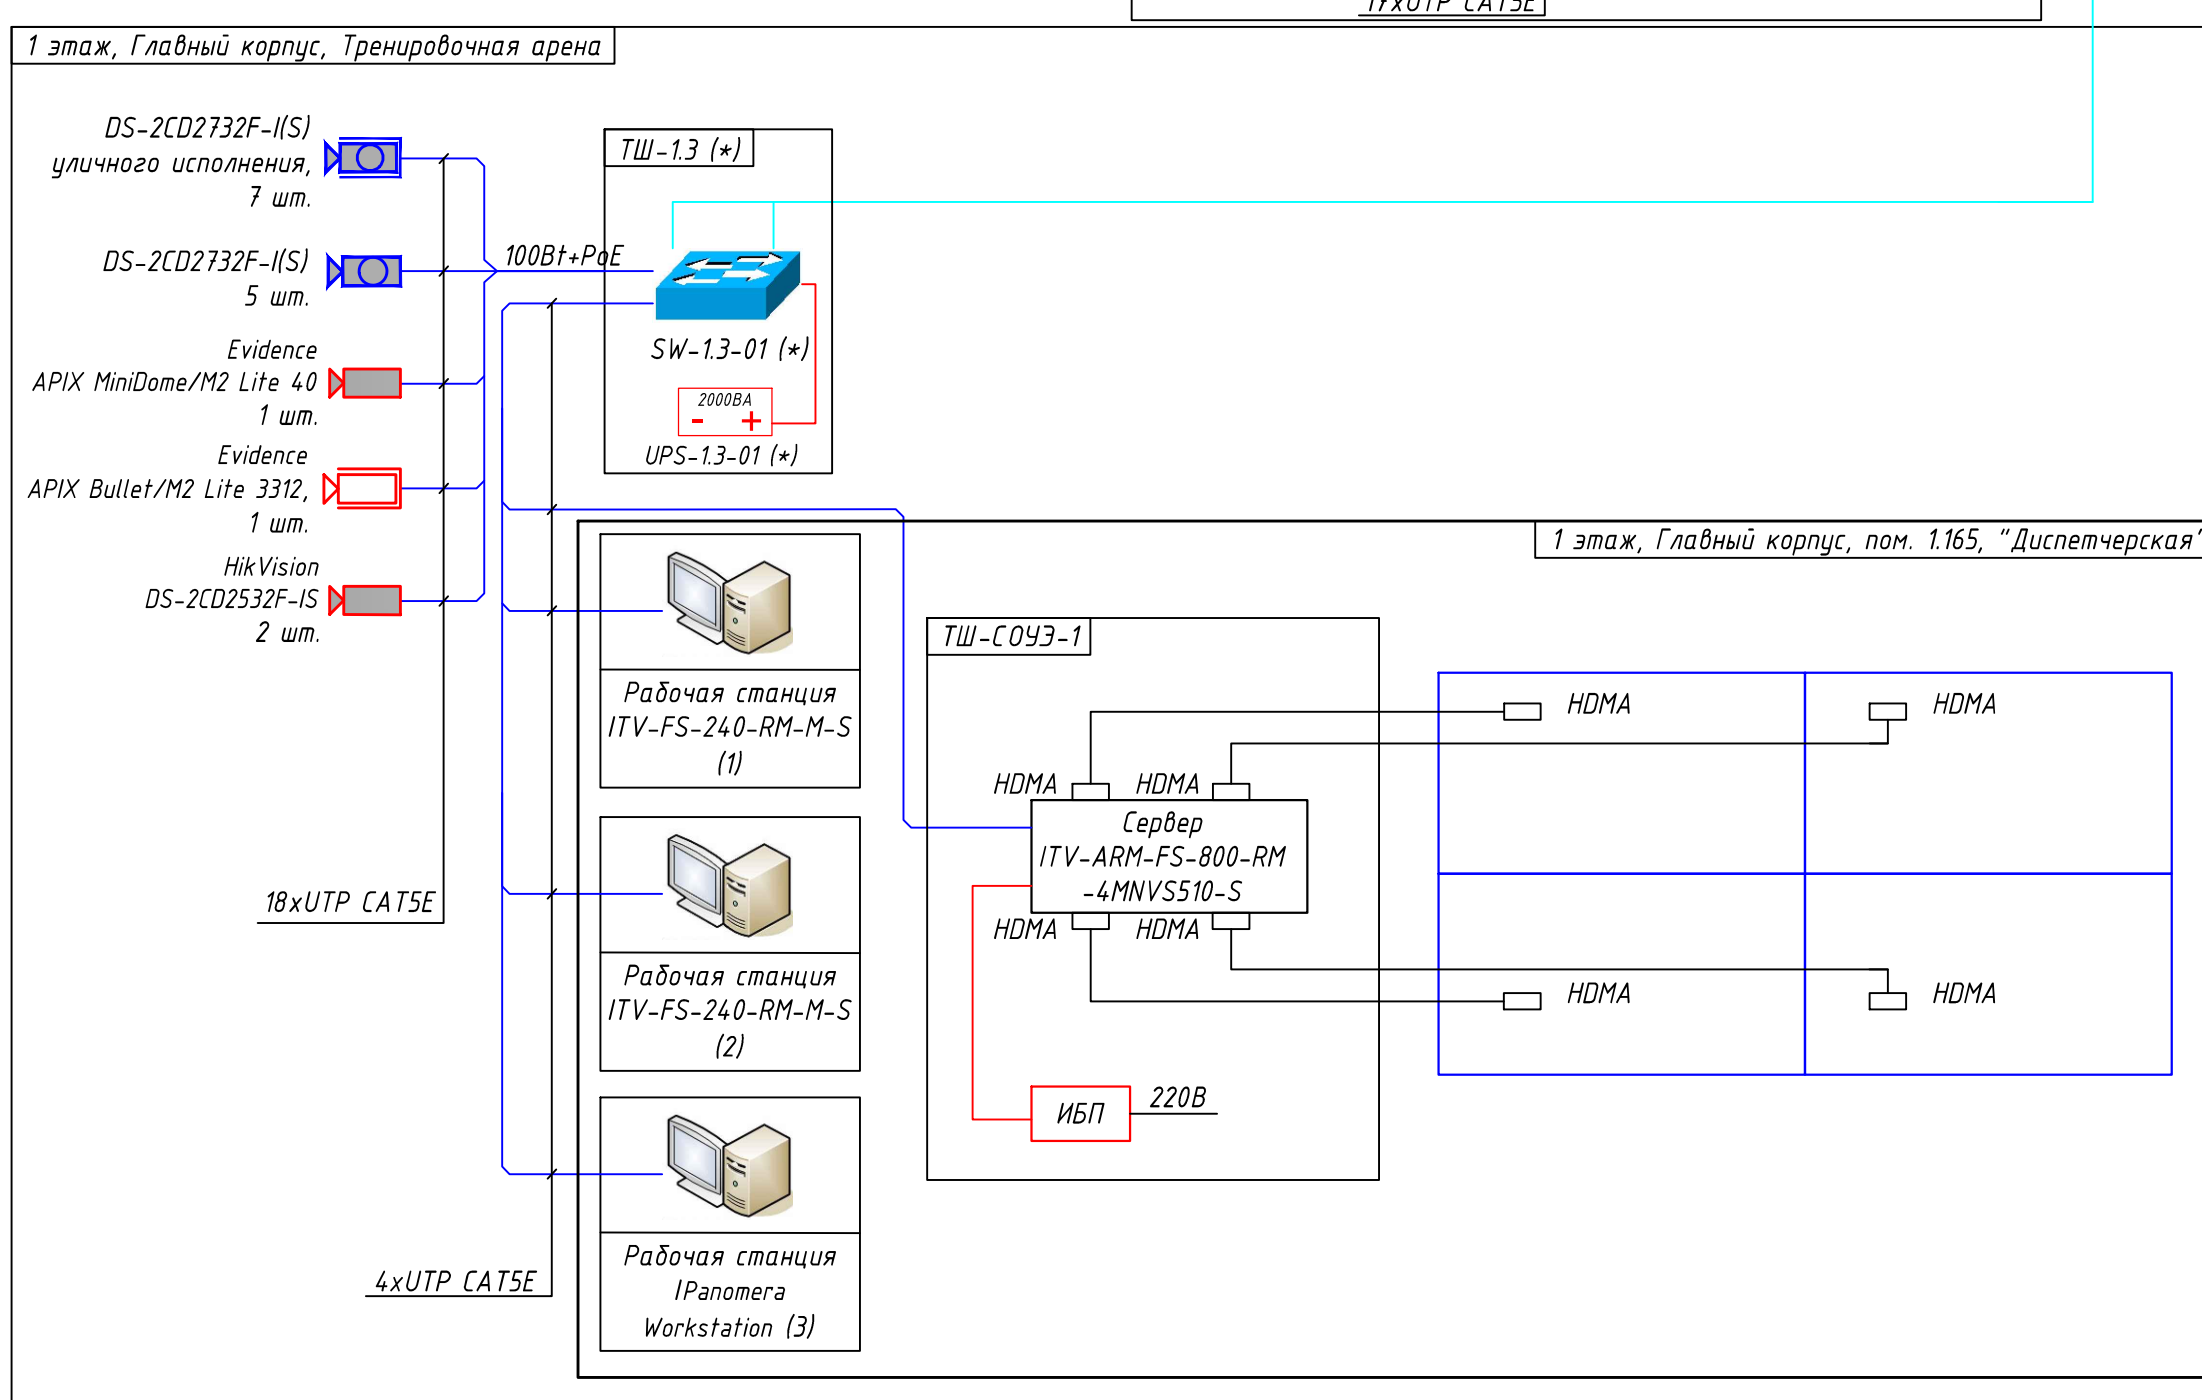 17xUTP CAT5E
1 этаж, Главный корпус, Тренировочная арена
DS-2CD2732F-I(S)
уличного исполнения,
7 шт.
DS-2CD2732F-I(S)
5 шт.
Evidence
APIX MiniDome/M2 Lite 40
1 шт.
Evidence
APIX Bullet/M2 Lite 3312,
1 шт.
HikVision
DS-2CD2532F-IS
2 шт.
18xUTP CAT5E
4xUTP CAT5E
100Bt+PoE
ТШ-1.3 (*)
SW-1.3-01 (*)
2000ВА
- +
UPS-1.3-01 (*)
1 этаж, Главный корпус, пом. 1.165, "Диспетчерская"
Рабочая станция
ITV-FS-240-RM-M-S
(1)
Рабочая станция
ITV-FS-240-RM-M-S
(2)
Рабочая станция
IPanomera
Workstation (3)
ТШ-СОУЭ-1
HDMA HDMA
Сервер
ITV-ARM-FS-800-RM
-4MNVS510-S
HDMA HDMA
ИБП
220В
HDMA HDMA
HDMA HDMA